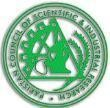 PAKISTAN COUNCIL OF SCIENTIFIC & INDUSTRIAL RESEARCH